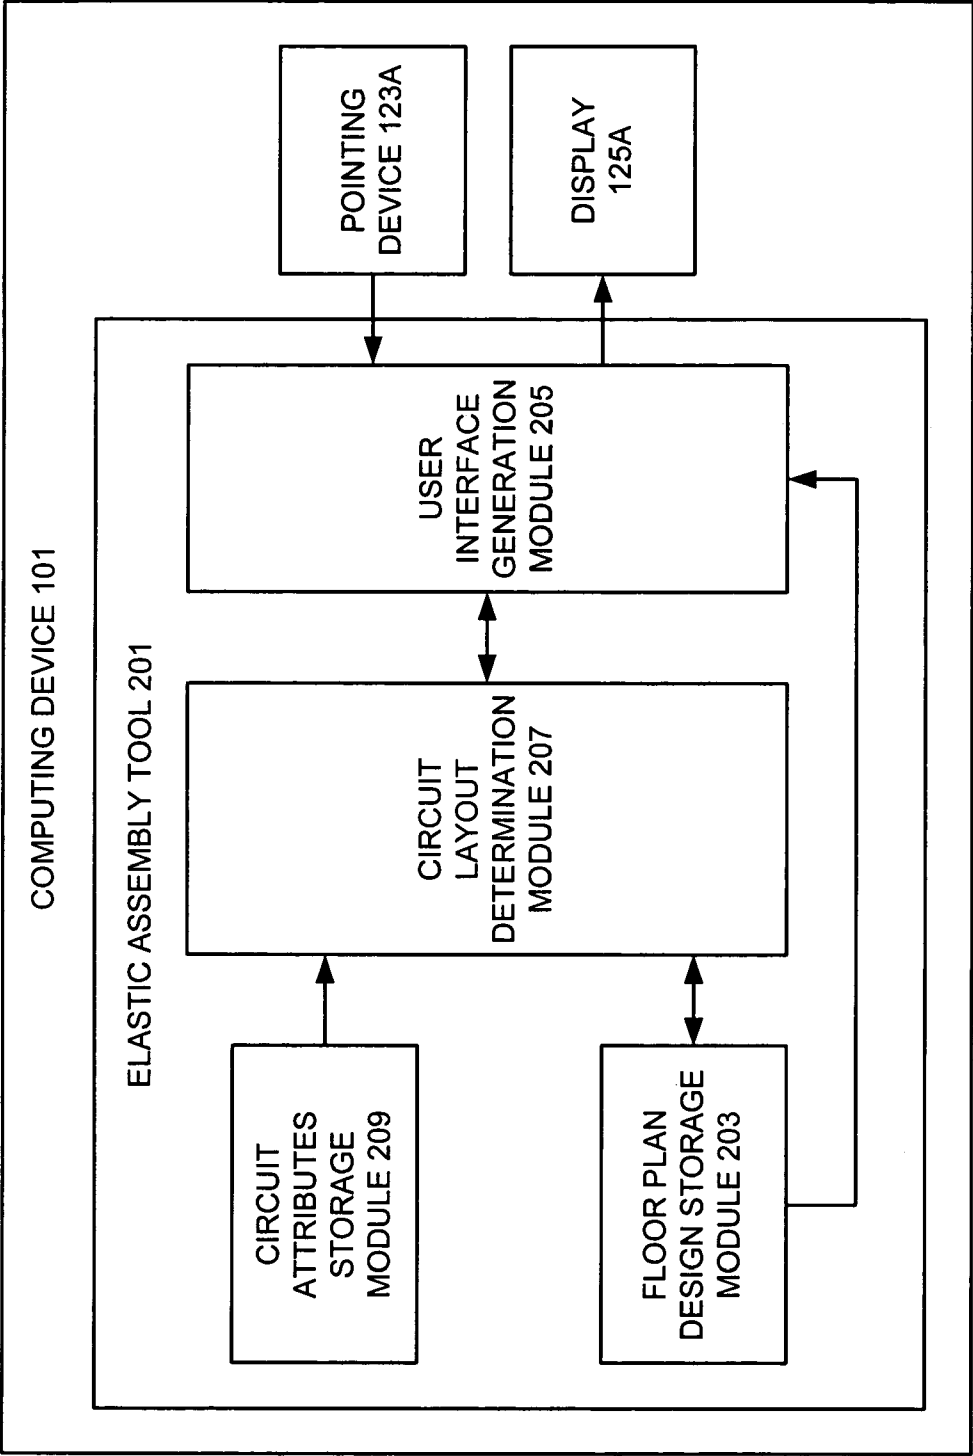 COMPUTING DEVICE 101
ELASTIC ASSEMBLY TOOL 201
CIRCUIT
ATTRIBUTES
STORAGE
MODULE 209
CIRCUIT
LAYOUT
DETERMINATION
MODULE 207
USER
INTERFACE
GENERATION
MODULE 205
POINTING
DEVICE 123A
FLOOR PLAN
DESIGN STORAGE
MODULE 203
DISPLAY
125A